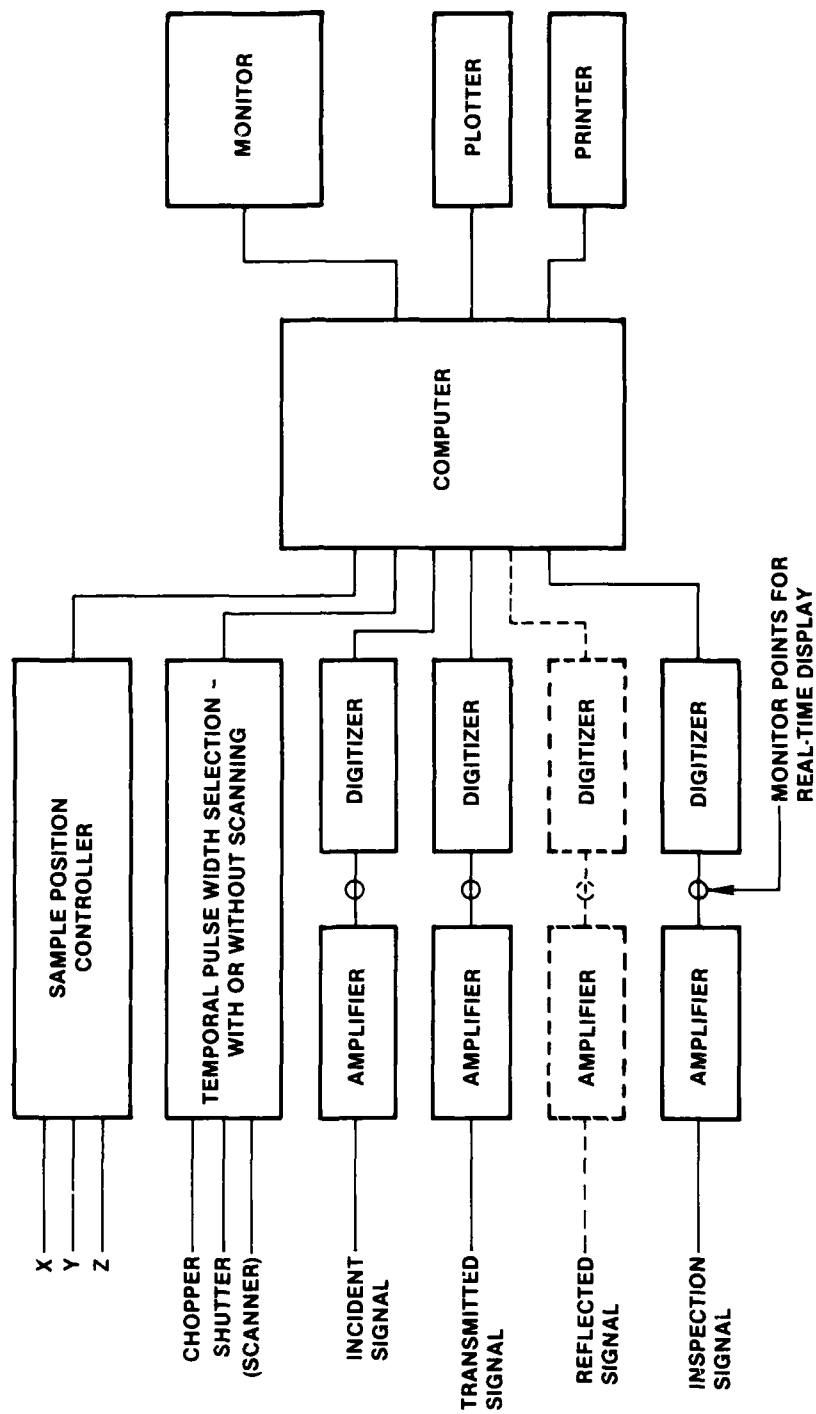 X
Y
Z
SAMPLE POSITION
CONTROLLER
CHOPPER
SHUTTER
(SCANNER)
TEMPORAL PULSE WIDTH SELECTION -
WITH OR WITHOUT SCANNING
INCIDENT
SIGNAL
AMPLIFIER
DIGITIZER
TRANSMITTED
SIGNAL
AMPLIFIER
DIGITIZER
REFLECTED
SIGNAL
AMPLIFIER
DIGITIZER
INSPECTION
SIGNAL
AMPLIFIER
DIGITIZER
MONITOR POINTS FOR
REAL-TIME DISPLAY
COMPUTER
MONITOR
PLOTTER
PRINTER